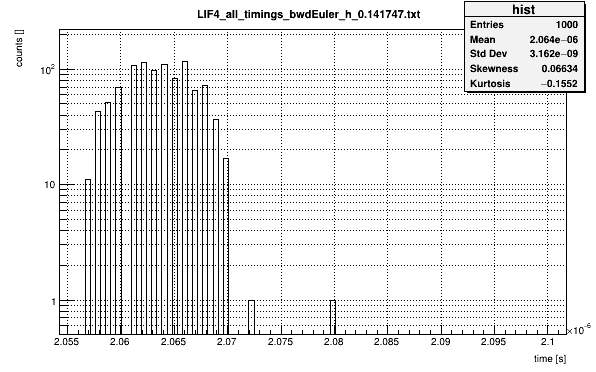 LIF4_all_timings_bwdEuler_h_0.141747.txt
hist
Entries 1000
Mean 2.064e−06
Std Dev 3.162e−09
Skewness 0.06634
Kurtosis −0.1552
counts []
10²
10
1
2.055 2.06 2.065 2.07 2.075 2.08 2.085 2.09 2.095 2.1
×10⁻⁶
time [s]